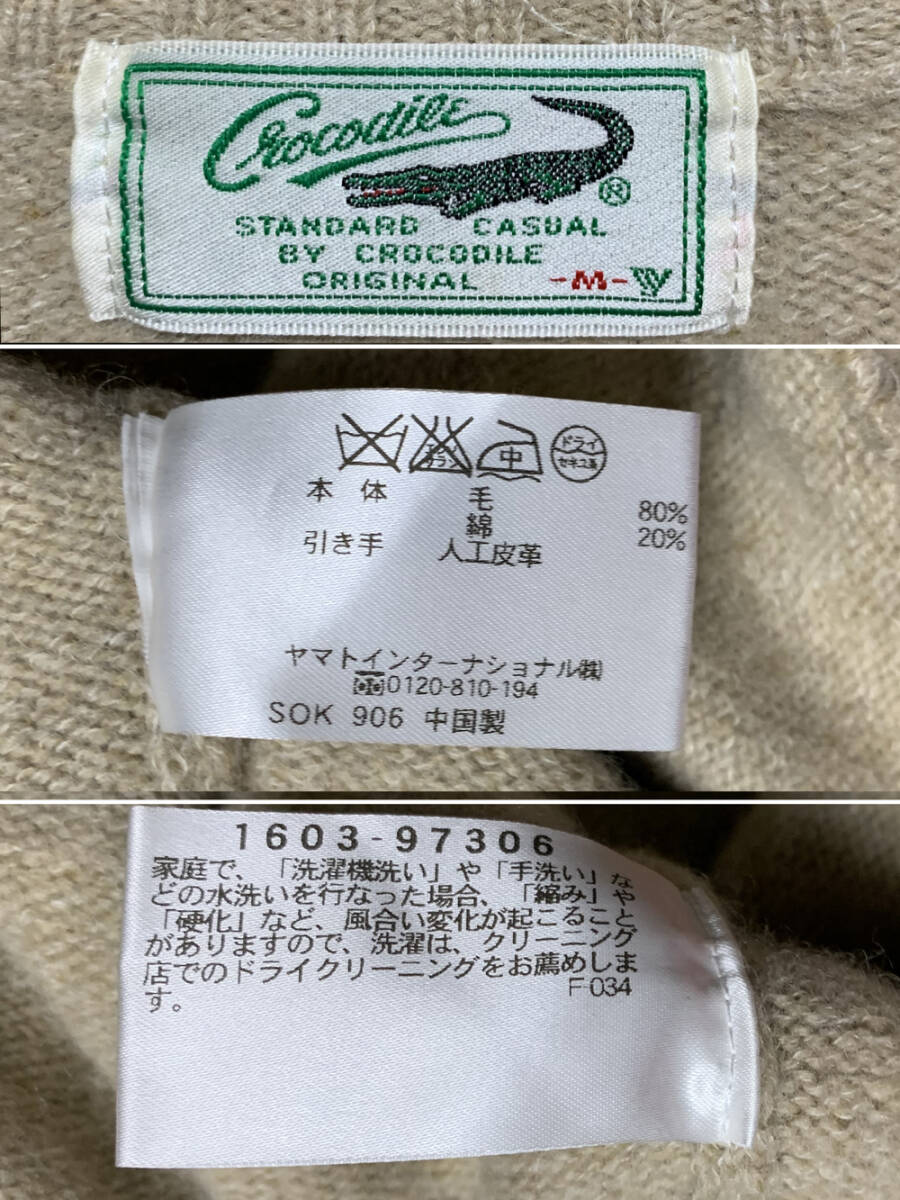 Crocodile
®
STANDARD CASUAL
BY CROCODILE
ORIGINAL -M-
中 ドライ
セキユ系
本体 毛 80%
綿 20%
引き手 人工皮革
ヤマトインターナショナル㈱
0120-810-194
SOK 906 中国製
1603-97306
家庭で、「洗濯機洗い」や「手洗い」な
どの水洗いを行なった場合、「縮み」や
「硬化」など、風合い変化が起こること
がありますので、洗濯は、クリーニング
店でのドライクリーニングをお薦めしま
す。 F-034